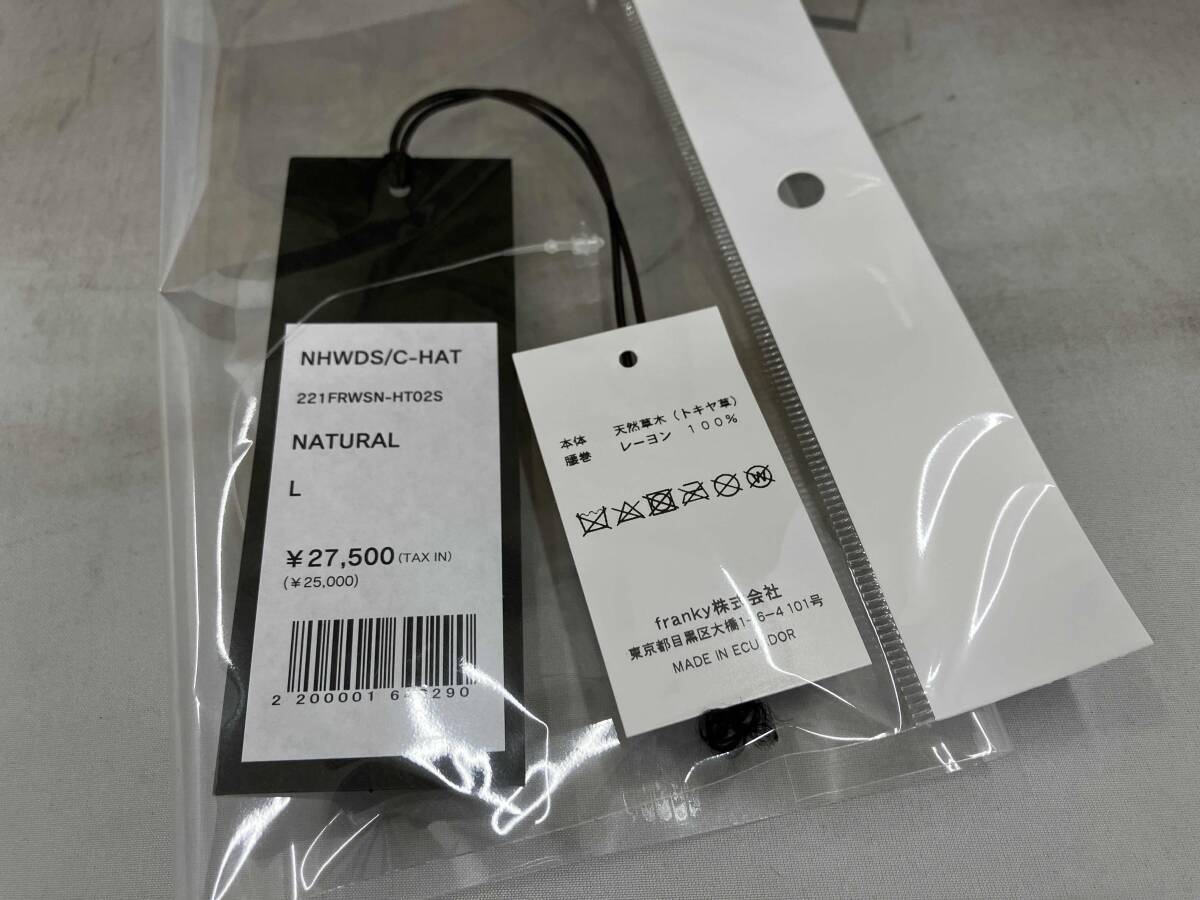 NHWDS/C-HAT
221FRWSN-HT02S
NATURAL
L
¥27,500 (TAX IN)
(¥25,000)
本体 天然草木（トキヤ草）
腰巻 レーヨン 100%
franky株式会社
東京都目黒区大橋1-6-4 101号
MADE IN ECUADOR